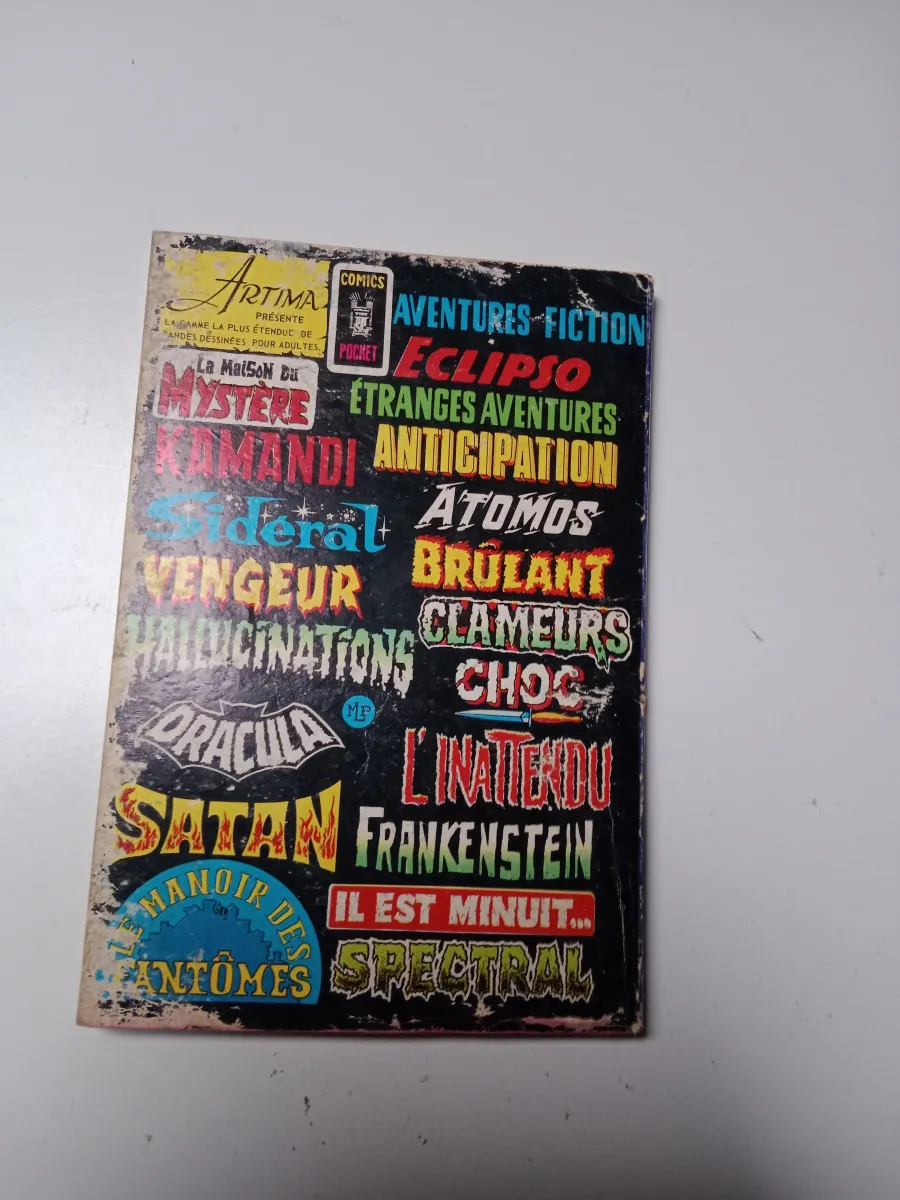 ARTIMA
PRÉSENTE
LA GAMME LA PLUS ÉTENDUE DE
BANDES DESSINÉES POUR ADULTES.
COMICS
POCKET
AVENTURES FICTION
ECLIPSO
LA MAISON DU
MYSTÈRE
ÉTRANGES AVENTURES
KAMANDI
ANTICIPATION
Sidéral
ATOMOS
VENGEUR
BRÛLANT
HALLUCINATIONS
CLAMEURS
CHOC
DRACULA
MLP
L'INATTENDU
SATAN
FRANKENSTEIN
LE MANOIR DES
FANTÔMES
IL EST MINUIT...
SPECTRAL